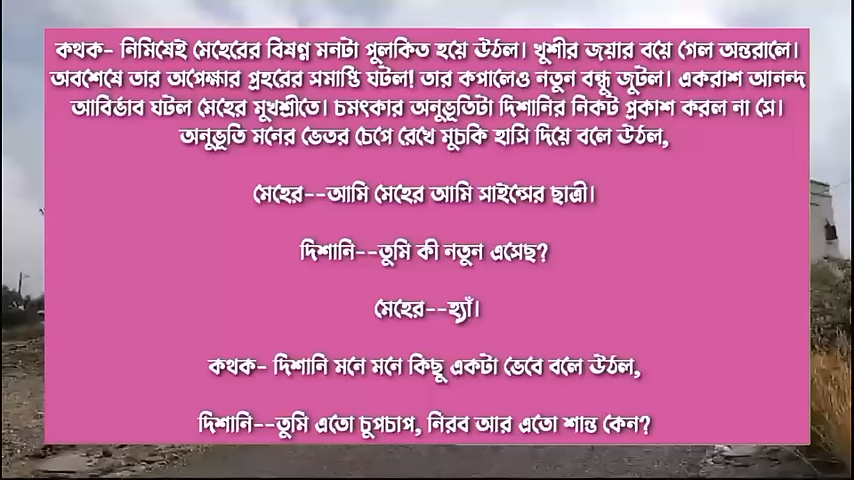 কথক- নিমিষেই মেহেরের বিষণ্ণ মনটা পুলকিত হয়ে উঠল। খুশীর জয়ার বয়ে গেল অন্তরালে।
অবশেষে তার অপেক্ষার প্রহরের সমাপ্তি ঘটলা! তার কপালেও নতুন বন্ধু জুটল। একরাশ আনন্দ
আবির্ভাব ঘটল মেহের মুখশ্রীতে। চমৎকার অনুভূতিটা দিশানির নিকট প্রকাশ করল না সে।
অনুভূতি মনের ভেতর চেপে রেখে মুচকি হাসি দিয়ে বলে উঠল,
মেহের--আমি মেহের আমি সাইন্সের ছাত্রী।
দিশানি--তুমি কী নতুন এসেছ?
মেহের--হ্যাঁ।
কথক- দিশানি মনে মনে কিছু একটা ভেবে বলে উঠল,
দিশানি--তুমি এতো চুপচাপ, নিরব আর এতো শান্ত কেন?